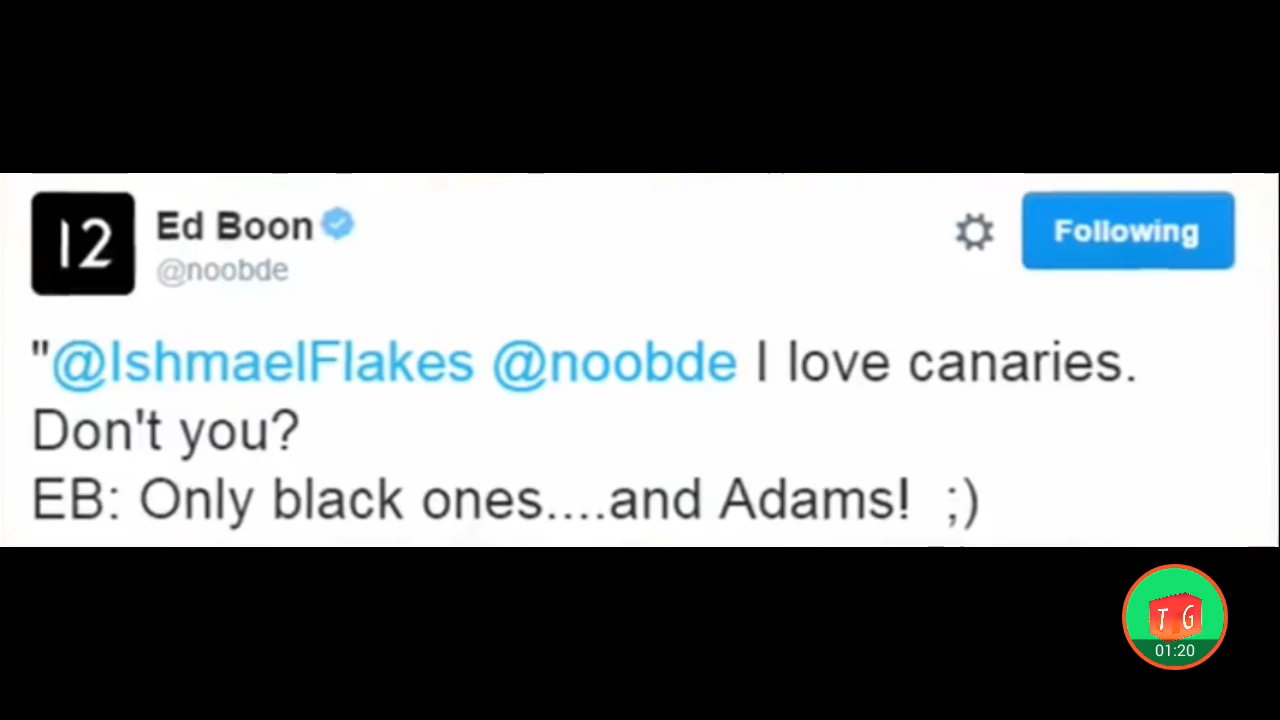 12
Ed Boon
@noobde
Following
"@IshmaelFlakes @noobde I love canaries.
Don't you?
EB: Only black ones....and Adams!  ;)
T G
01:20